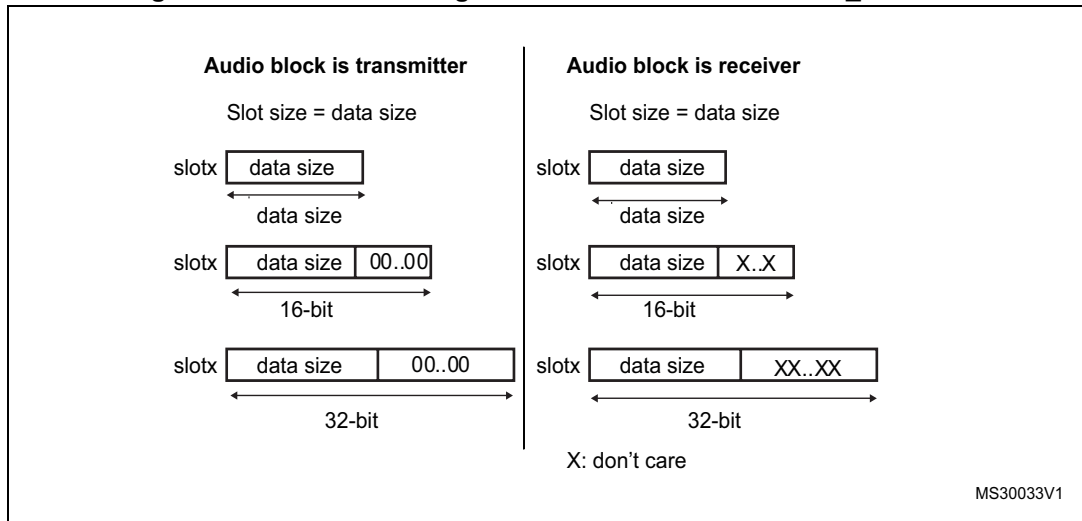 Audio block is transmitter
Slot size = data size
slotx data size
data size
slotx data size 00..00
16-bit
slotx data size 00..00
32-bit
Audio block is receiver
Slot size = data size
slotx data size
data size
slotx data size X..X
16-bit
slotx data size XX..XX
32-bit
X: don't care
MS30033V1